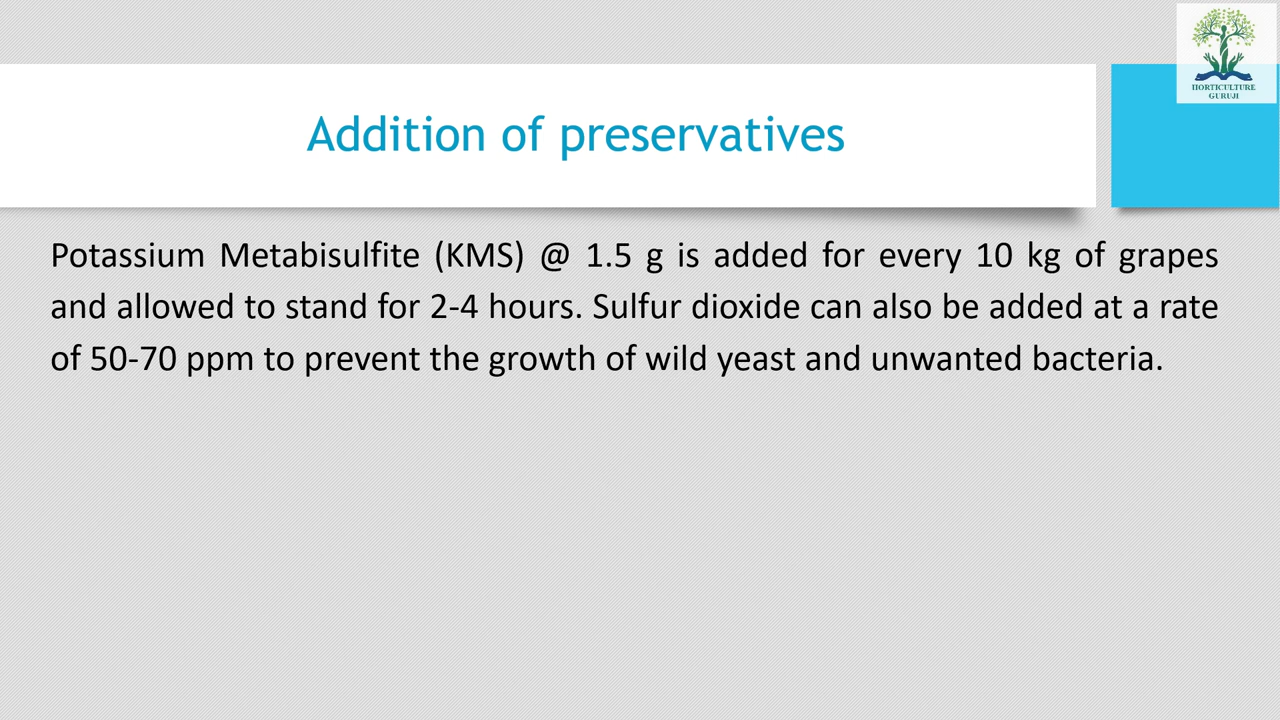 HORTICULTURE
GURUJI
Addition of preservatives
Potassium Metabisulfite (KMS) @ 1.5 g is added for every 10 kg of grapes
and allowed to stand for 2-4 hours. Sulfur dioxide can also be added at a rate
of 50-70 ppm to prevent the growth of wild yeast and unwanted bacteria.